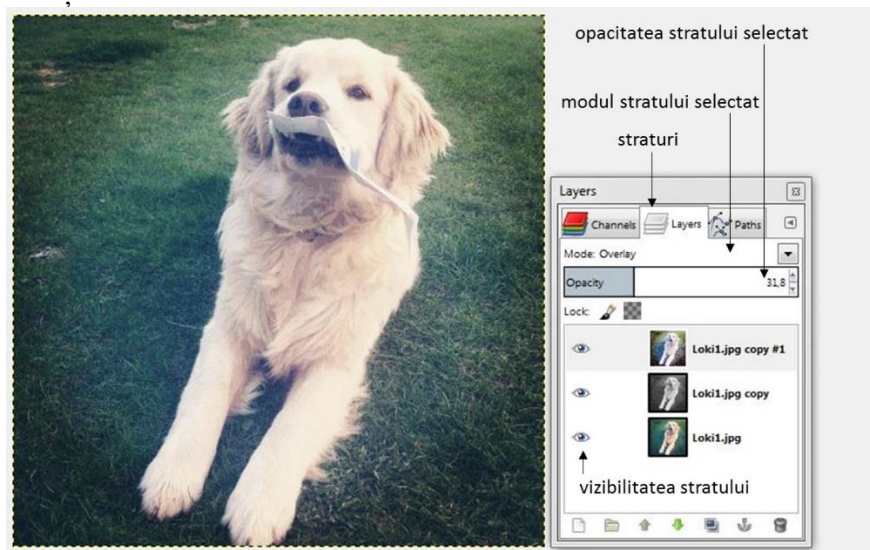 opacitatea stratului selectat
modul stratului selectat
straturi
Layers
Channels Layers Paths
Mode: Overlay
Opacity 31,8
Lock:
Loki1.jpg copy #1
Loki1.jpg copy
Loki1.jpg
vizibilitatea stratului